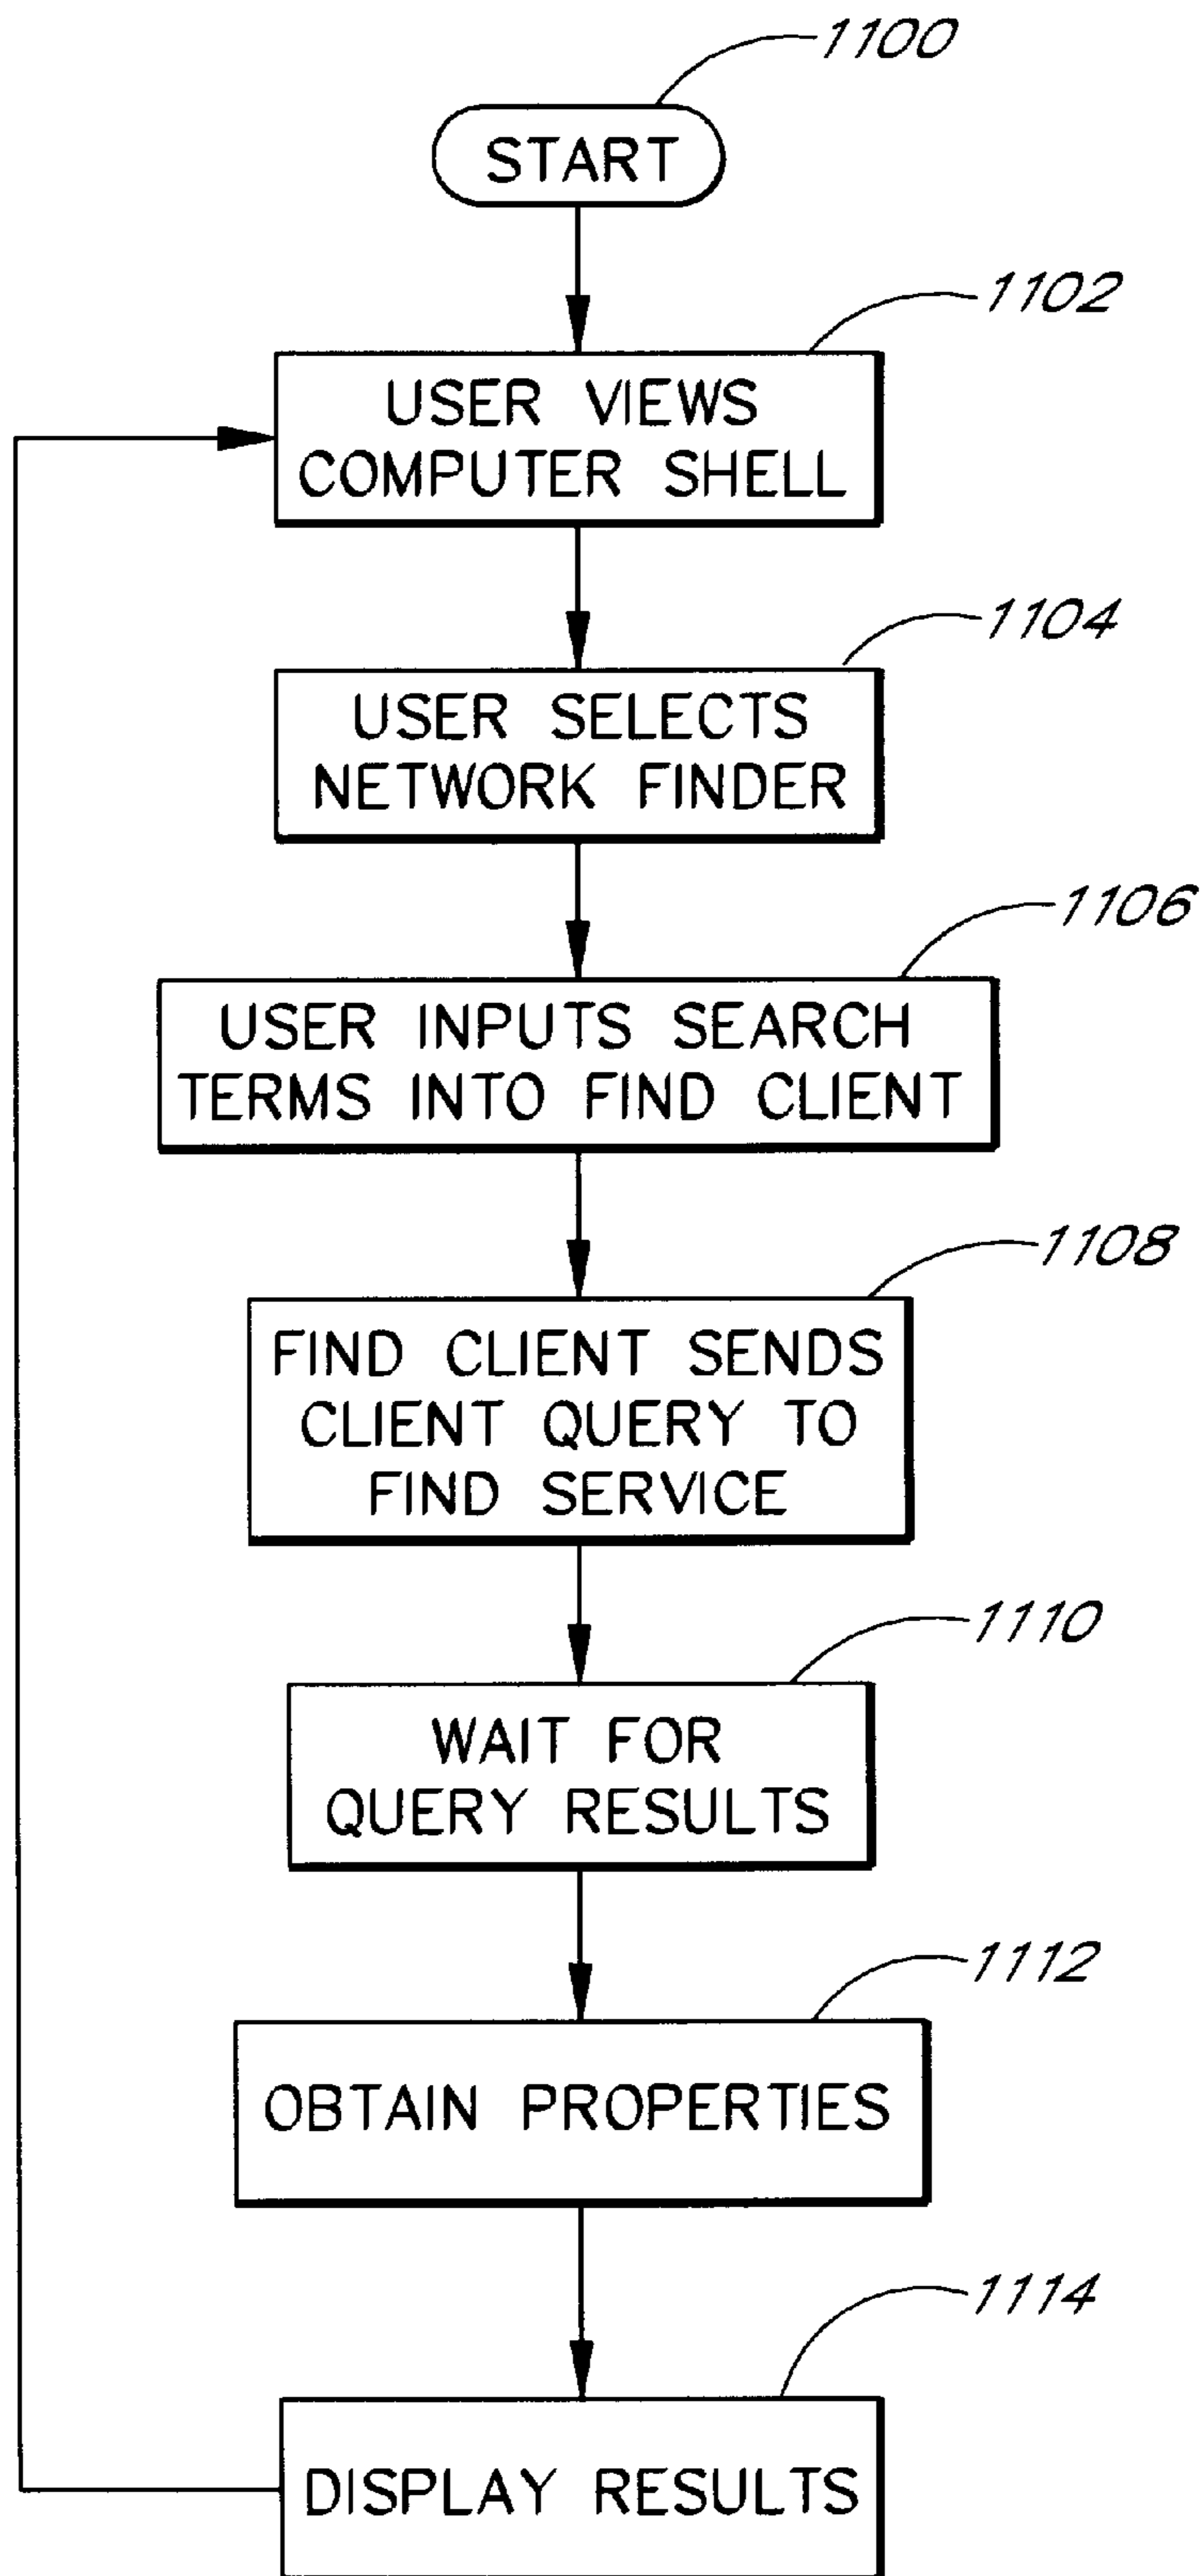 1100
START
1102
USER VIEWS
COMPUTER SHELL
1104
USER SELECTS
NETWORK FINDER
1106
USER INPUTS SEARCH
TERMS INTO FIND CLIENT
1108
FIND CLIENT SENDS
CLIENT QUERY TO
FIND SERVICE
1110
WAIT FOR
QUERY RESULTS
1112
OBTAIN PROPERTIES
1114
DISPLAY RESULTS